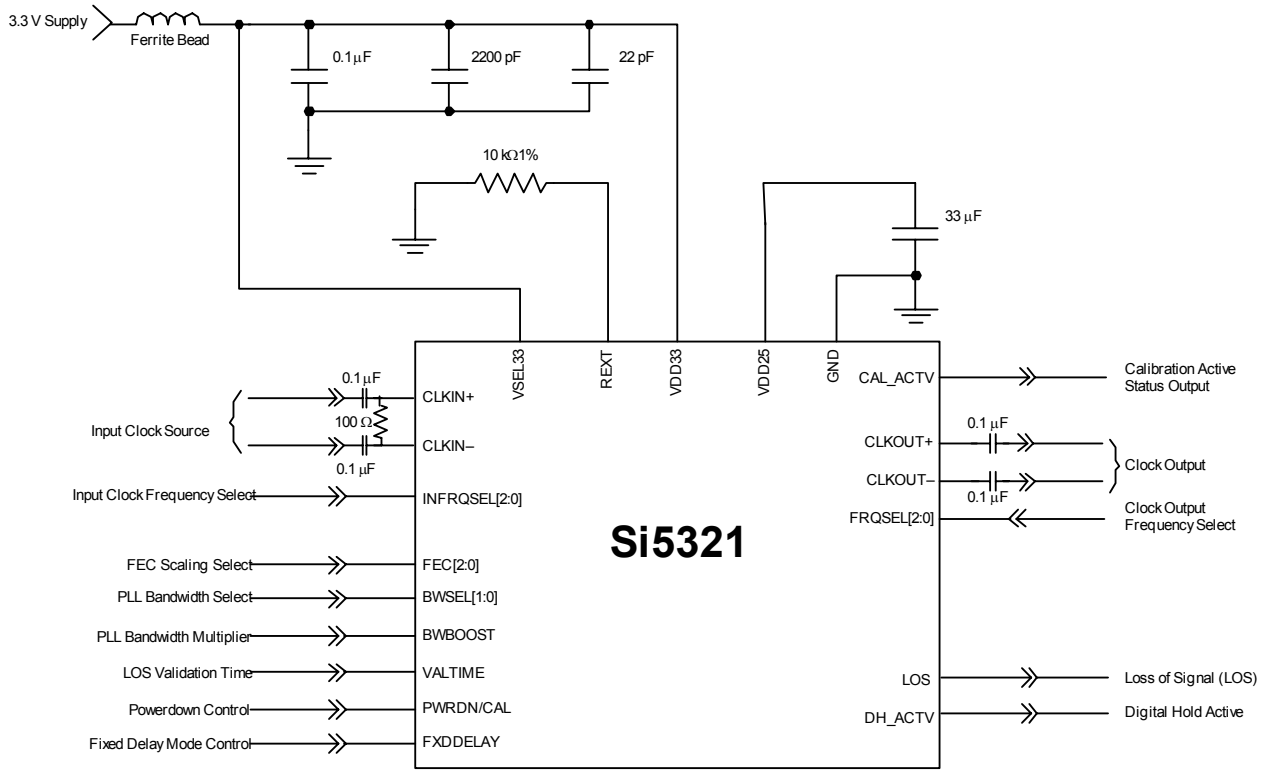 3.3 V Supply
Ferrite Bead
0.1 μF
2200 pF
22 pF
10 kΩ 1%
33 μF
VSEL33
REXT
VDD33
VDD25
GND
Input Clock Source
0.1 μF
100 Ω
0.1 μF
CLKIN+
CLKIN–
Input Clock Frequency Select
INFRQSEL[2:0]
FEC Scaling Select
FEC[2:0]
PLL Bandwidth Select
BWSEL[1:0]
PLL Bandwidth Multiplier
BWBOOST
LOS Validation Time
VALTIME
Powerdown Control
PWRDN/CAL
Fixed Delay Mode Control
FXDDELAY
Si5321
CAL_ACTV
Calibration Active
Status Output
CLKOUT+
0.1 μF
CLKOUT–
0.1 μF
Clock Output
FRQSEL[2:0]
Clock Output
Frequency Select
LOS
Loss of Signal (LOS)
DH_ACTV
Digital Hold Active